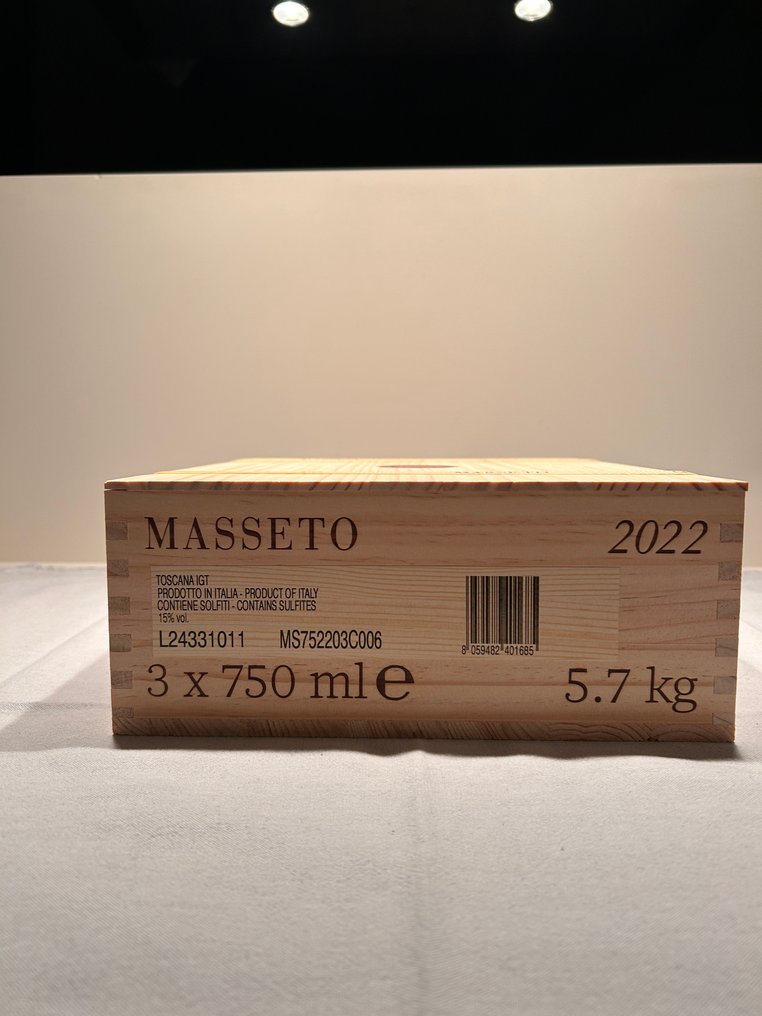 MASSETO
MASSETO 2022
TOSCANA IGT
PRODOTTO IN ITALIA - PRODUCT OF ITALY
CONTIENE SOLFITI - CONTAINS SULFITES
15% vol.
L24331011 MS752203C006
8 059482 401685
3 x 750 ml e 5.7 kg